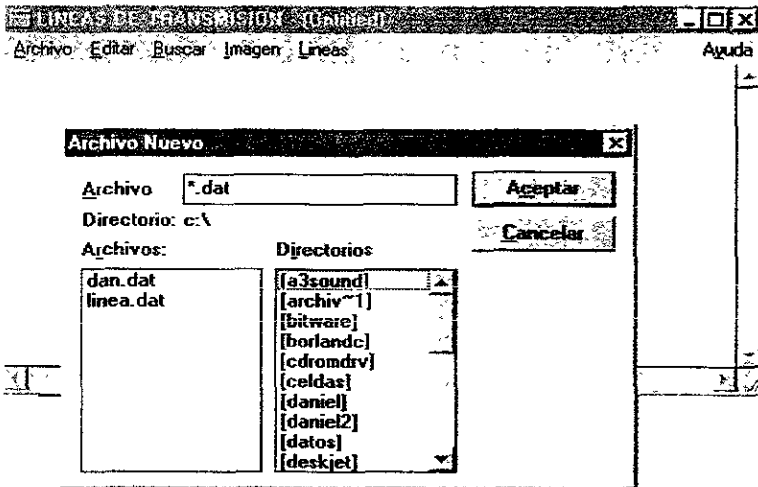 LINEAS DE TRANSMISION (Untitled)
Archivo Editar Buscar Imagen Lineas Ayuda
Archivo Nuevo
Archivo *.dat Aceptar
Directorio: c:\ Cancelar
Archivos: Directorios
dan.dat [a3sound]
linea.dat [archiv~1]
[bitware]
[borlandc]
[cdromdrv]
[celdas]
[daniel]
[daniel2]
[datos]
[deskjet]